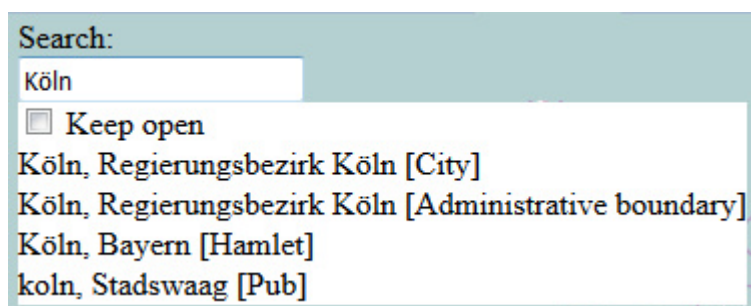 Search:
Köln
Keep open
Köln, Regierungsbezirk Köln [City]
Köln, Regierungsbezirk Köln [Administrative boundary]
Köln, Bayern [Hamlet]
koln, Stadswaag [Pub]